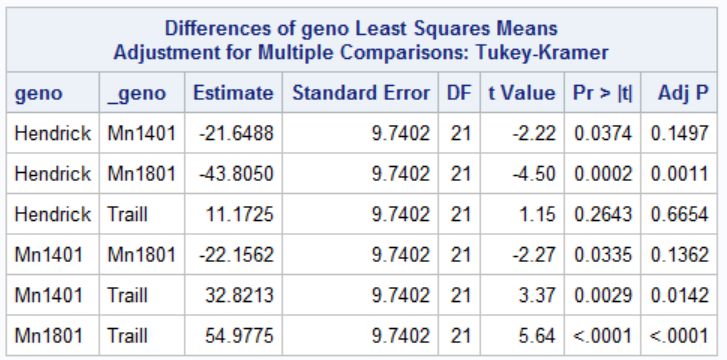 Differences of geno Least Squares Means
Adjustment for Multiple Comparisons: Tukey-Kramer
geno _geno Estimate Standard Error DF t Value Pr > |t| Adj P
Hendrick Mn1401 -21.6488 9.7402 21 -2.22 0.0374 0.1497
Hendrick Mn1801 -43.8050 9.7402 21 -4.50 0.0002 0.0011
Hendrick Traill 11.1725 9.7402 21 1.15 0.2643 0.6654
Mn1401 Mn1801 -22.1562 9.7402 21 -2.27 0.0335 0.1362
Mn1401 Traill 32.8213 9.7402 21 3.37 0.0029 0.0142
Mn1801 Traill 54.9775 9.7402 21 5.64 <.0001 <.0001